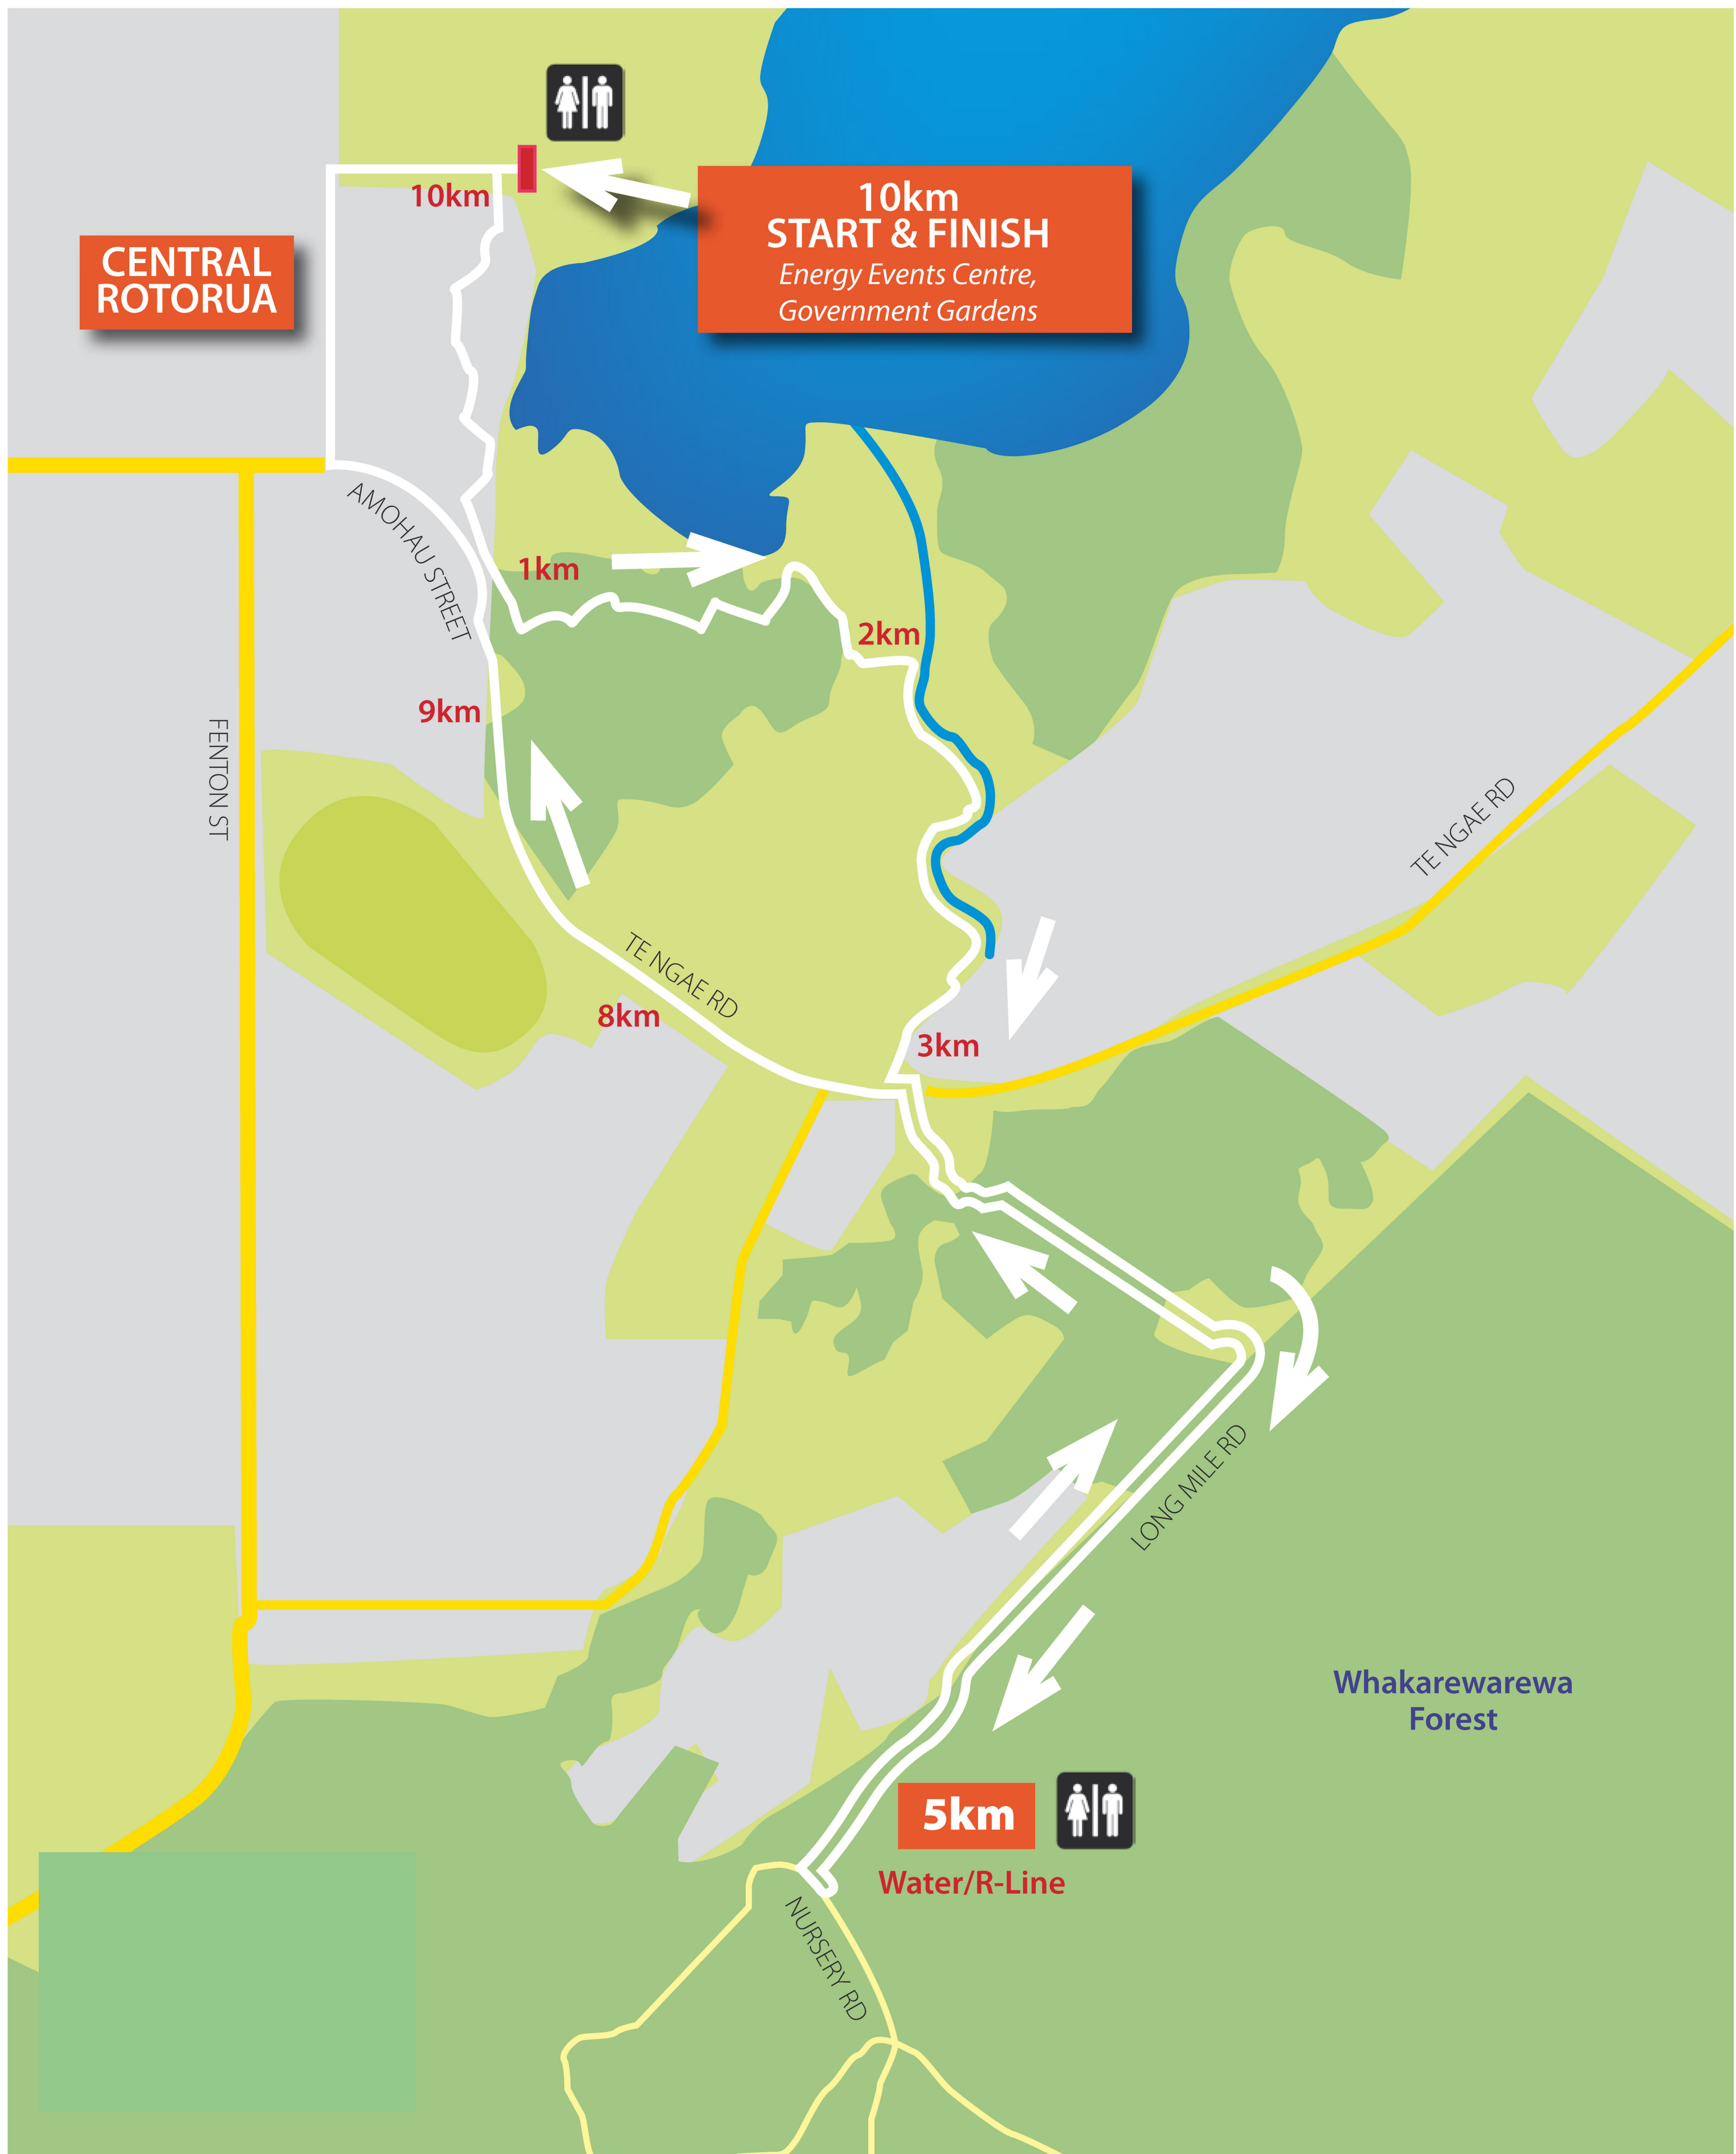 10km
10km
START & FINISH
Energy Events Centre,
Government Gardens
CENTRAL
ROTORUA
AMOHAU STREET
1km
2km
9km
FENTON ST
TE NGAE RD
TE NGAE RD
8km
3km
LONG MILE RD
Whakarewarewa
Forest
5km
Water/R-Line
NURSERY RD